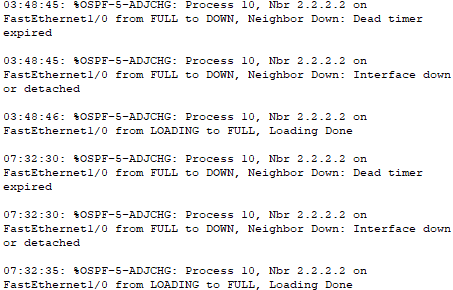 03:48:45: %OSPF-5-ADJCHG: Process 10, Nbr 2.2.2.2 on
FastEthernet1/0 from FULL to DOWN, Neighbor Down: Dead timer
expired
03:48:45: %OSPF-5-ADJCHG: Process 10, Nbr 2.2.2.2 on
FastEthernet1/0 from FULL to DOWN, Neighbor Down: Interface down
or detached
03:48:46: %OSPF-5-ADJCHG: Process 10, Nbr 2.2.2.2 on
FastEthernet1/0 from LOADING to FULL, Loading Done
07:32:30: %OSPF-5-ADJCHG: Process 10, Nbr 2.2.2.2 on
FastEthernet1/0 from FULL to DOWN, Neighbor Down: Dead timer
expired
07:32:30: %OSPF-5-ADJCHG: Process 10, Nbr 2.2.2.2 on
FastEthernet1/0 from FULL to DOWN, Neighbor Down: Interface down
or detached
07:32:35: %OSPF-5-ADJCHG: Process 10, Nbr 2.2.2.2 on
FastEthernet1/0 from LOADING to FULL, Loading Done